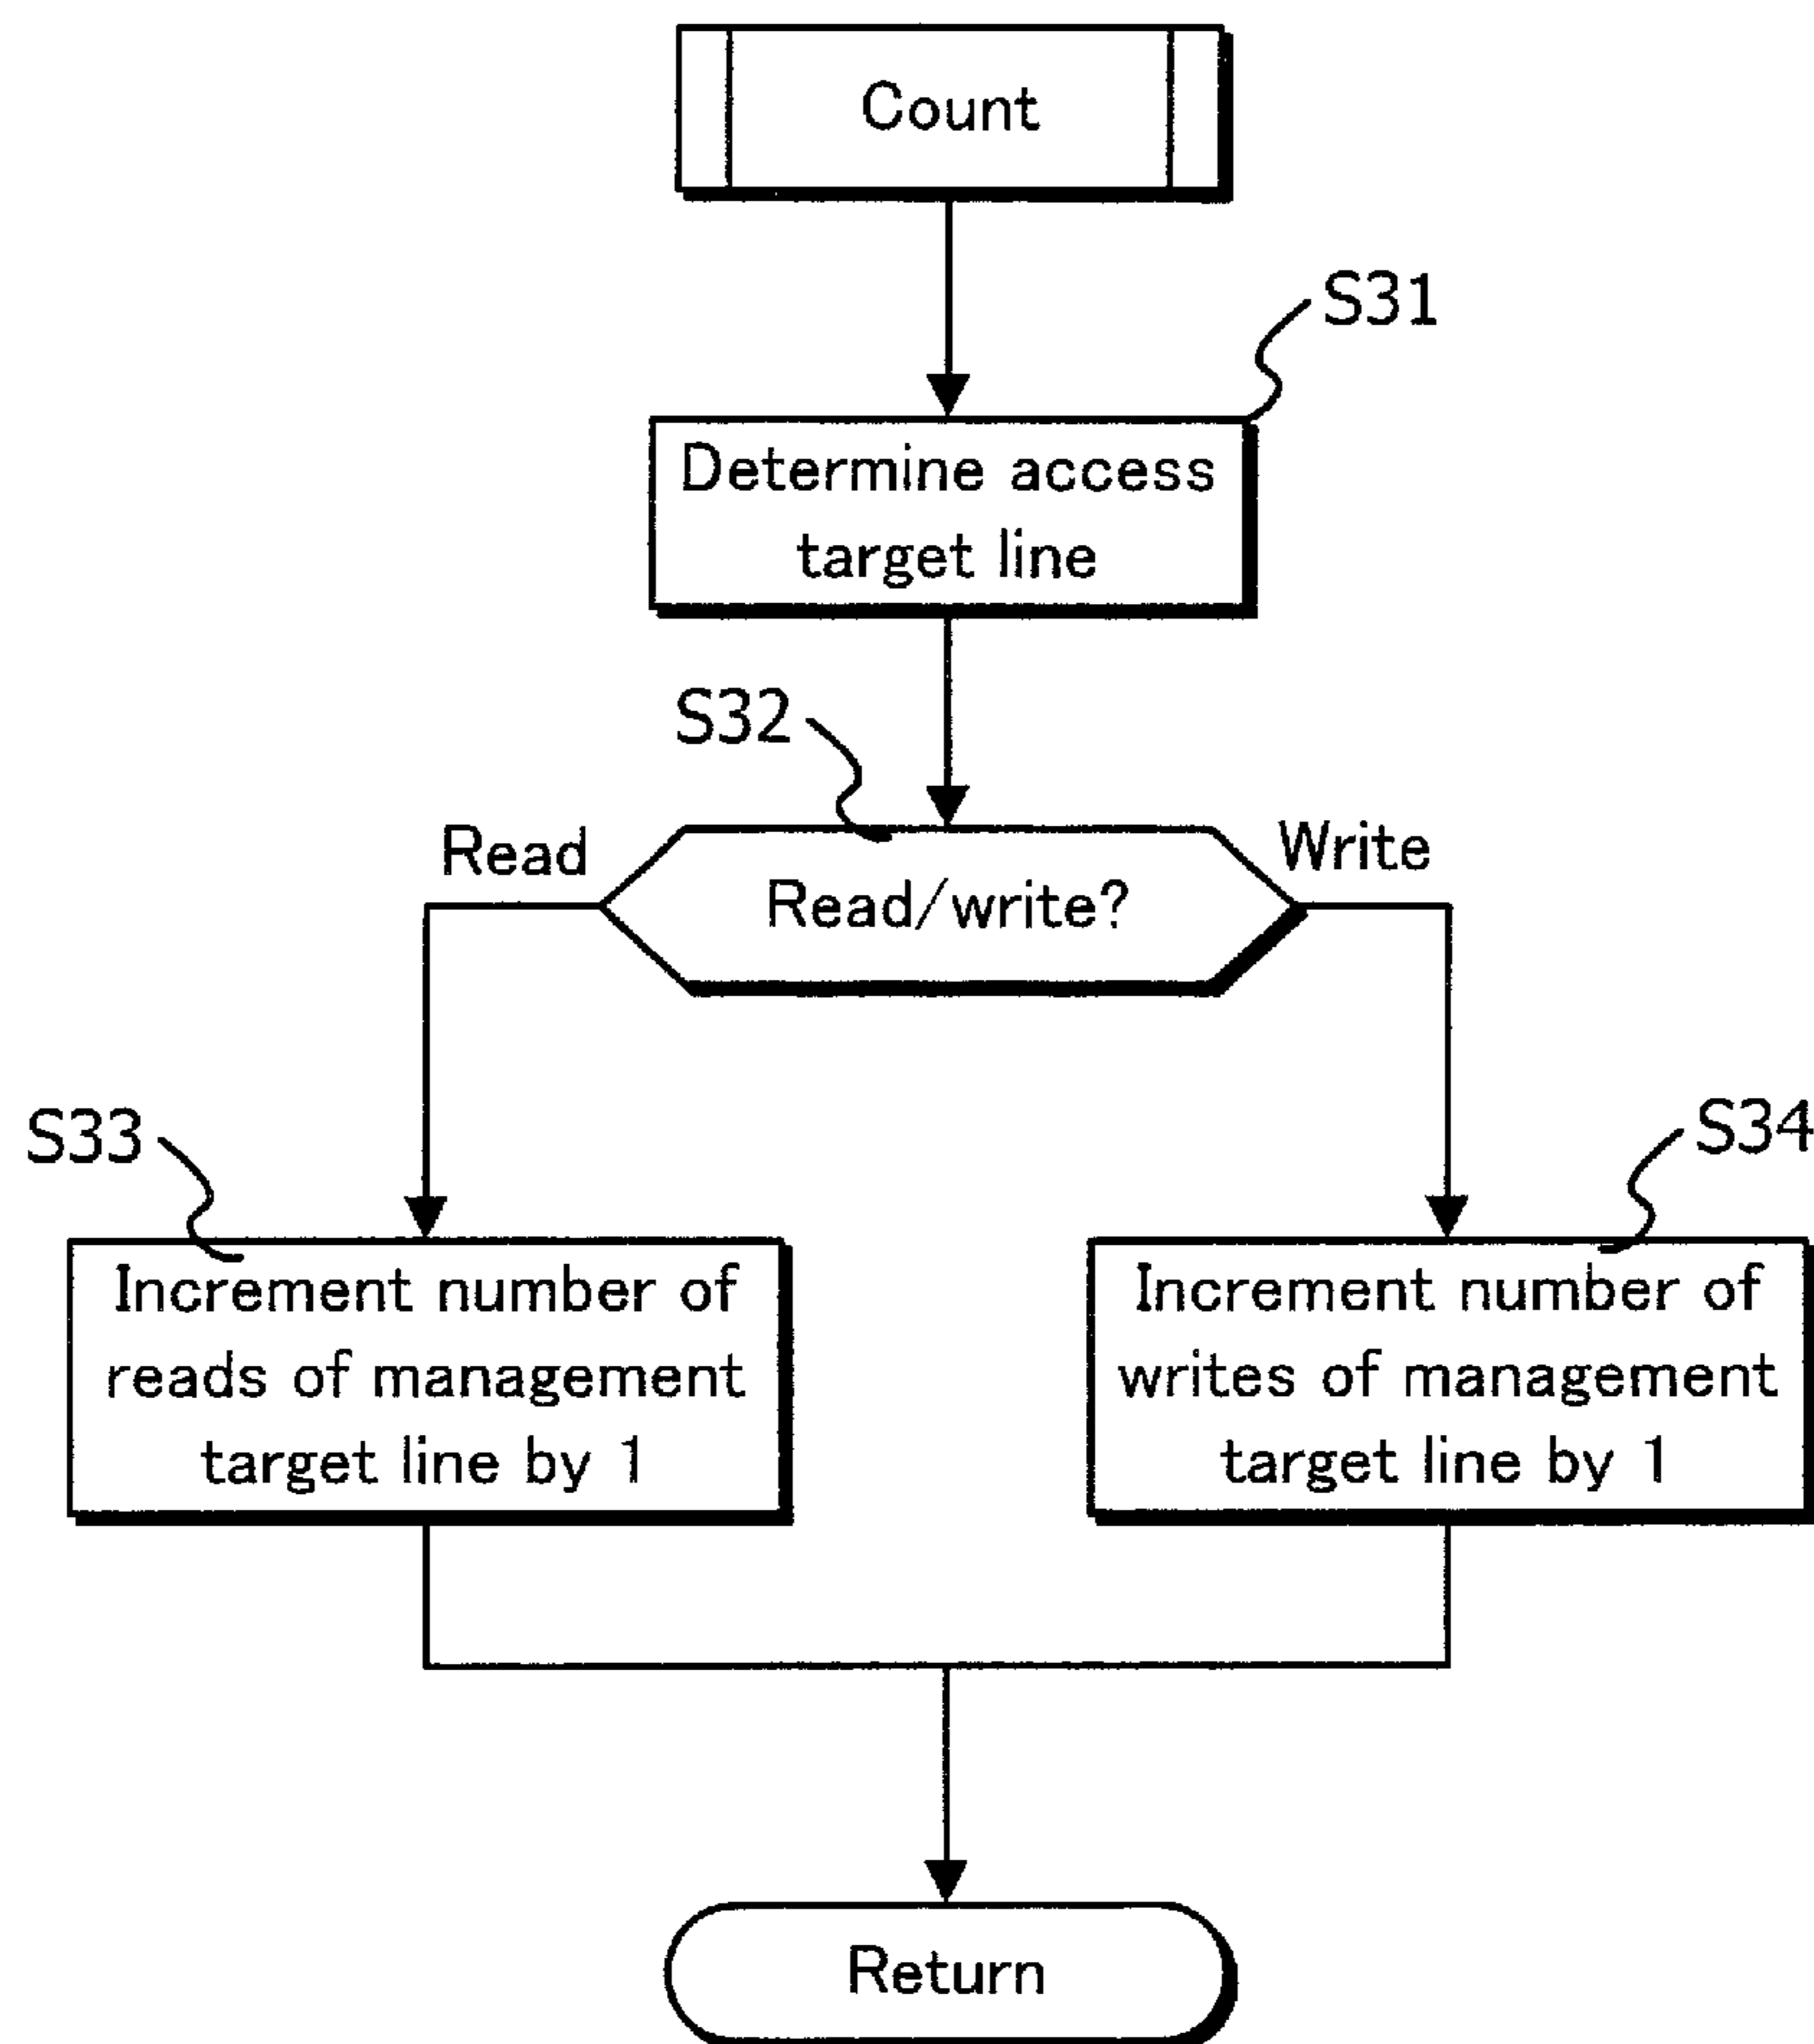 Count
S31
Determine access
target line
S32
Read
Write
Read/write?
S33
S34
Increment number of
reads of management
target line by 1
Increment number of
writes of management
target line by 1
Return